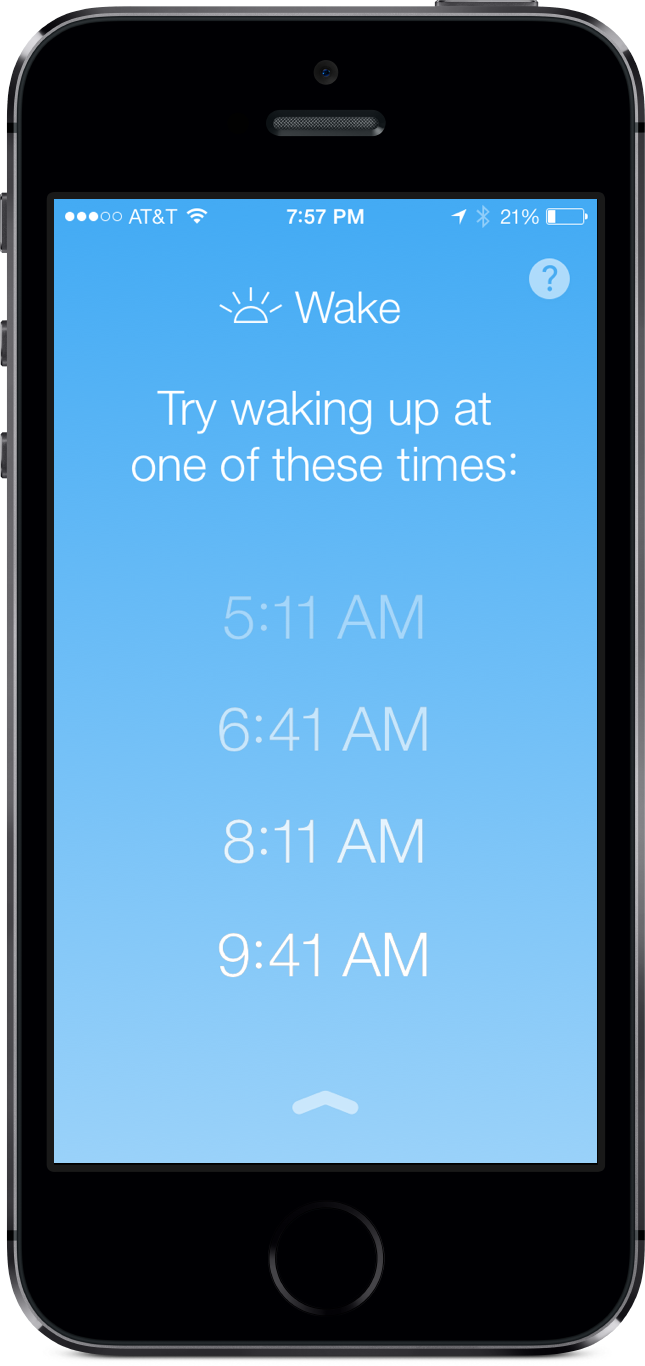 AT&T 7:57 PM 21%
?
Wake
Try waking up at
one of these times:
5:11 AM
6:41 AM
8:11 AM
9:41 AM